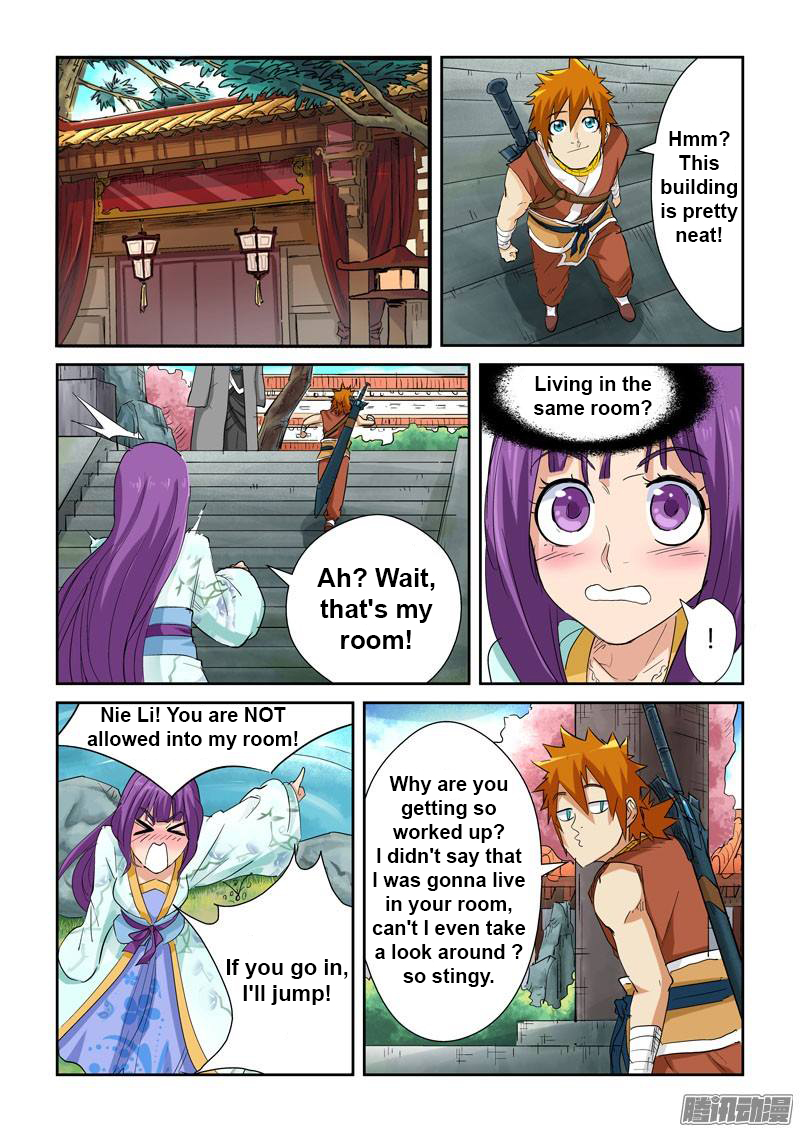 Hmm?
This
building
is pretty
neat!
Ah? Wait,
that's my
room!
Living in the
same room?
!
Nie Li! You are NOT
allowed into my room!
If you go in,
I'll jump!
Why are you
getting so
worked up?
I didn't say that
I was gonna live
in your room,
can't I even take
a look around ?
so stingy.
腾讯动漫